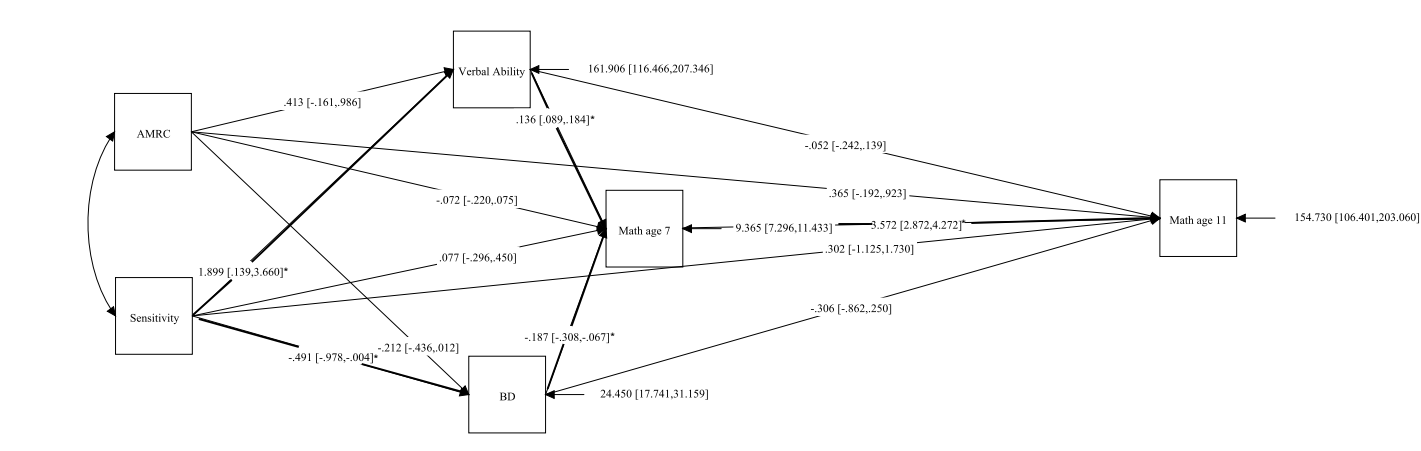 Verbal Ability
161.906 [116.466,207.346]
.413 [-.161,.986]
.136 [.089,.184]*
AMRC
-.052 [-.242,.139]
.365 [-.192,.923]
-.072 [-.220,.075]
Math age 7
9.365 [7.296,11.433]
3.572 [2.872,4.272]*
Math age 11
154.730 [106.401,203.060]
.302 [-1.125,1.730]
.077 [-.296,.450]
1.899 [.139,3.660]*
-.306 [-.862,.250]
Sensitivity
-.187 [-.308,-.067]*
-.212 [-.436,.012]
-.491 [-.978,-.004]*
BD
24.450 [17.741,31.159]